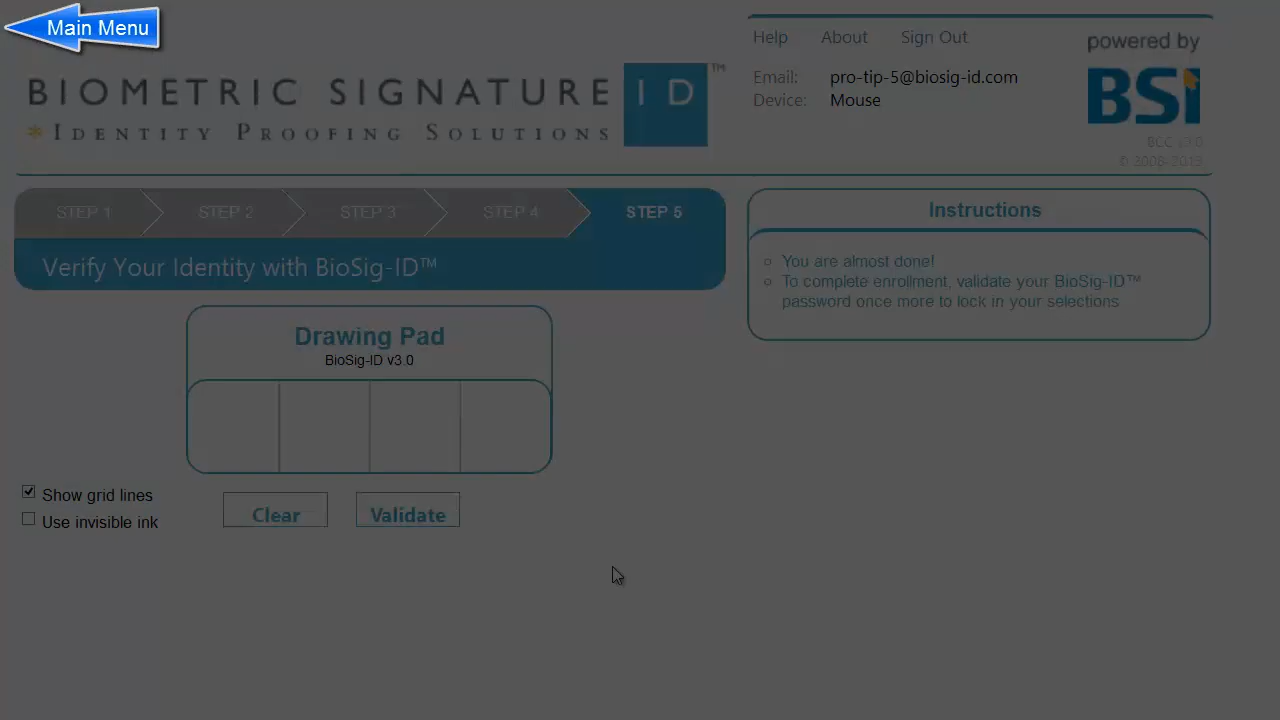 Main Menu
Help About Sign Out
powered by
BIOMETRIC SIGNATURE ID™
*IDENTITY PROOFING SOLUTIONS
Email: pro-tip-5@biosig-id.com
Device: Mouse
BSI
© 2008-2013
STEP 1 STEP 2 STEP 3 STEP 4 STEP 5
Verify Your Identity with BioSig-ID™
Instructions
You are almost done!
To complete enrollment, validate your BioSig-ID™
password once more to lock in your selections
Drawing Pad
BioSig-ID v3.0
Show grid lines
Use invisible ink
Clear Validate